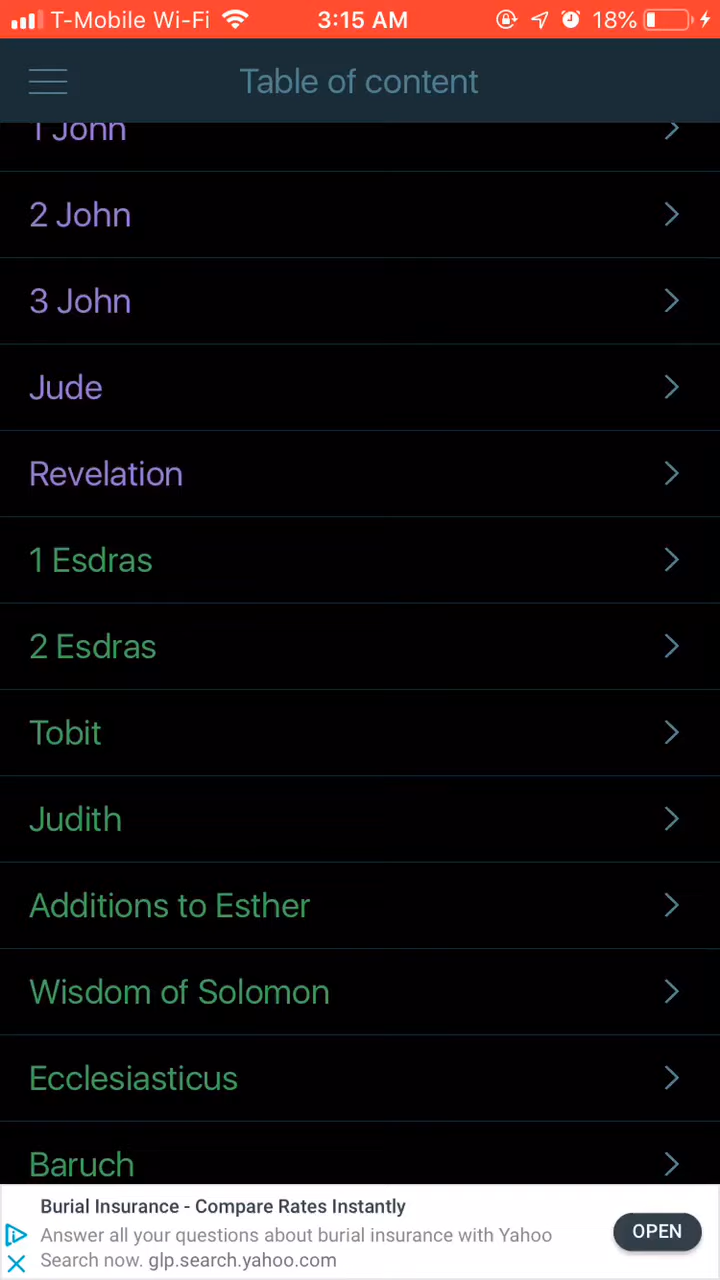 T-Mobile Wi-Fi 3:15 AM 18%
Table of content
1 John
2 John
3 John
Jude
Revelation
1 Esdras
2 Esdras
Tobit
Judith
Additions to Esther
Wisdom of Solomon
Ecclesiasticus
Baruch
Burial Insurance - Compare Rates Instantly
Answer all your questions about burial insurance with Yahoo
Search now. glp.search.yahoo.com
OPEN